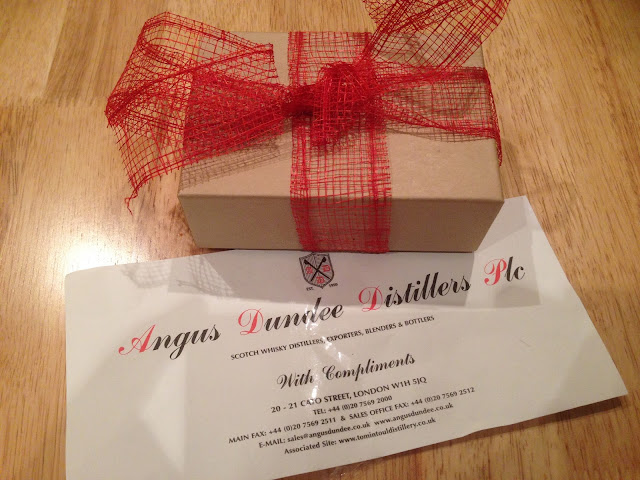 Angus Dundee Distillers Plc
SCOTCH WHISKY DISTILLERS, EXPORTERS, BLENDERS & BOTTLERS
With Compliments
20 - 21 CATO STREET, LONDON W1H 5JQ
TEL: +44 (0)20 7569 2000
MAIN FAX: +44 (0)20 7569 2511 & SALES OFFICE FAX: +44 (0)20 7569 2512
E-MAIL: sales@angusdundee.co.uk www.angusdundee.co.uk
Associated Site: www.tomintouldistillery.co.uk